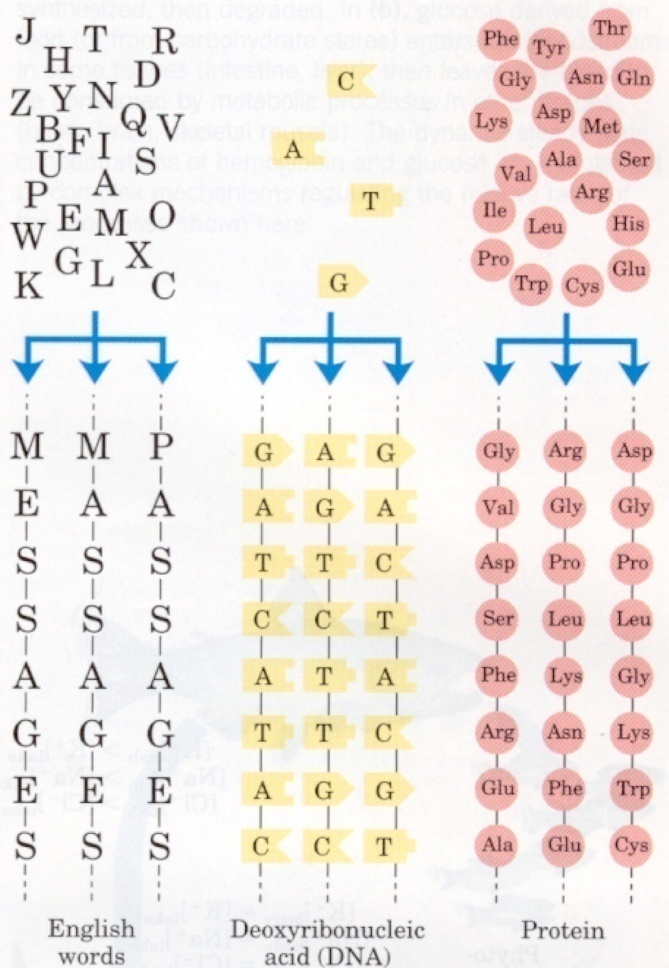 J T R
H D
Z Y N
B F I Q V
U S
P A
E M O
W
G X
K L C
C
A
T
G
Phe Tyr Thr
Gly Asn Gln
Lys Asp Met
Val Ala Ser
Arg
Ile Leu His
Pro Trp Cys Glu
M M P
E A A
S S S
S S S
A A A
G G G
E E E
S S S
English
words
G A G
A G A
T T C
C C T
A T A
T T C
A G G
C C T
Deoxyribonucleic
acid (DNA)
Gly Arg Asp
Val Gly Gly
Asp Pro Pro
Ser Leu Leu
Phe Lys Gly
Arg Asn Lys
Glu Phe Trp
Ala Glu Cys
Protein